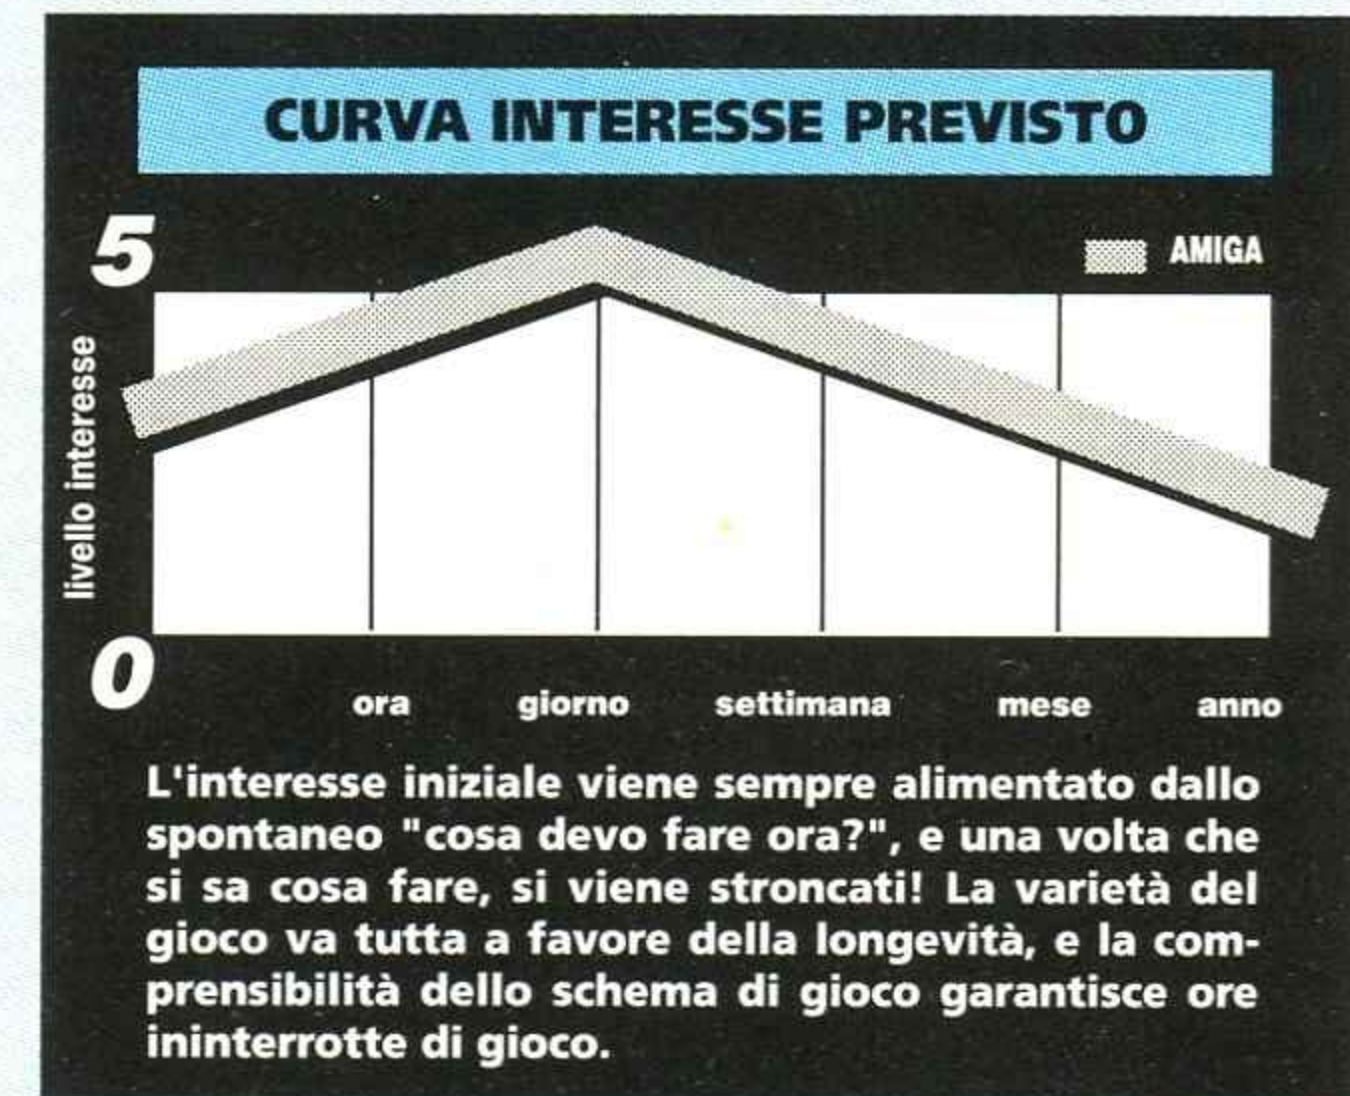 CURVA INTERESSE PREVISTO
5
AMIGA
livello interesse
0
ora giorno settimana mese anno
L'interesse iniziale viene sempre alimentato dallo
spontaneo "cosa devo fare ora?", e una volta che
si sa cosa fare, si viene stroncati! La varietà del
gioco va tutta a favore della longevità, e la com-
prensibilità dello schema di gioco garantisce ore
ininterrotte di gioco.